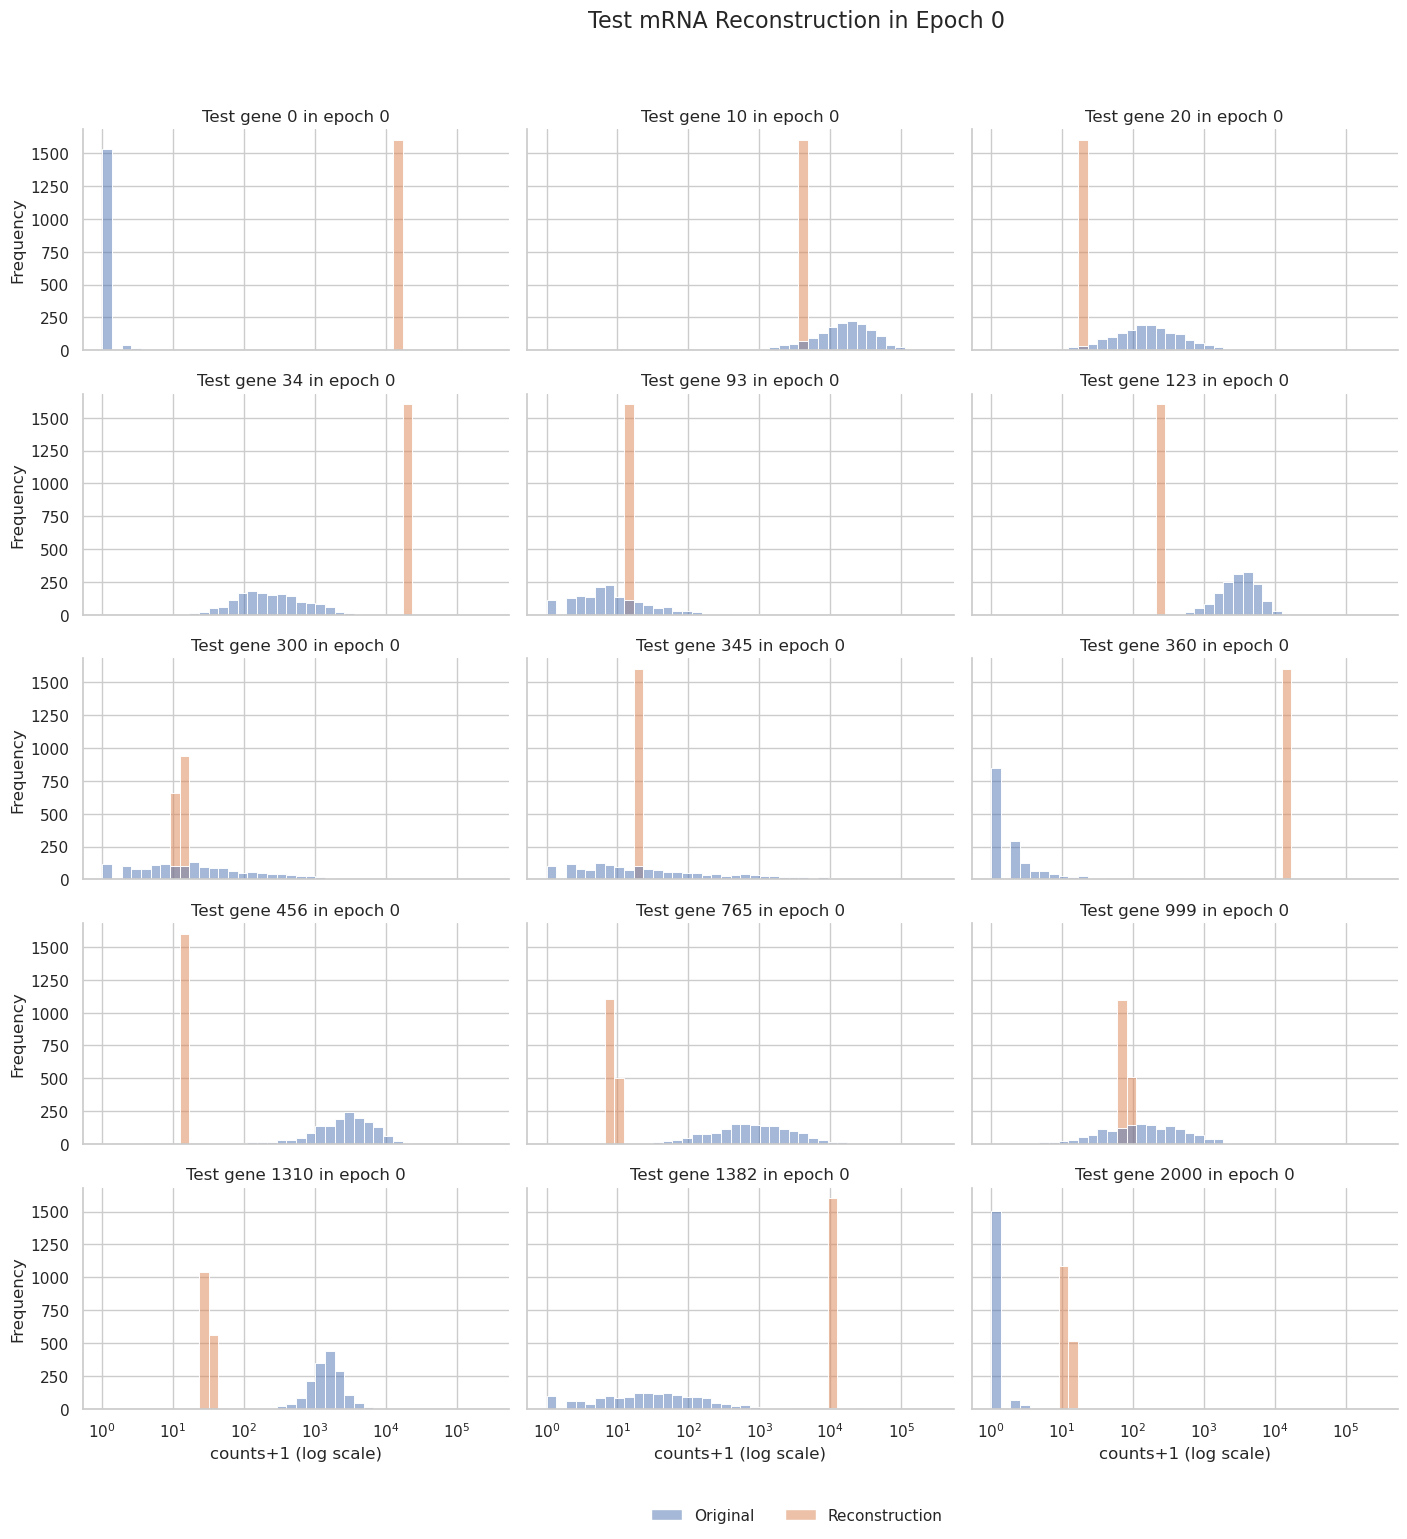 Test mRNA Reconstruction in Epoch 0
Test gene 0 in epoch 0
Test gene 10 in epoch 0
Test gene 20 in epoch 0
Frequency
1500
1250
1000
750
500
250
0
Test gene 34 in epoch 0
Test gene 93 in epoch 0
Test gene 123 in epoch 0
Frequency
1500
1250
1000
750
500
250
0
Test gene 300 in epoch 0
Test gene 345 in epoch 0
Test gene 360 in epoch 0
Frequency
1500
1250
1000
750
500
250
0
Test gene 456 in epoch 0
Test gene 765 in epoch 0
Test gene 999 in epoch 0
Frequency
1500
1250
1000
750
500
250
0
Test gene 1310 in epoch 0
Test gene 1382 in epoch 0
Test gene 2000 in epoch 0
Frequency
1500
1250
1000
750
500
250
0
10⁰ 10¹ 10² 10³ 10⁴ 10⁵
10⁰ 10¹ 10² 10³ 10⁴ 10⁵
10⁰ 10¹ 10² 10³ 10⁴ 10⁵
counts+1 (log scale)
counts+1 (log scale)
counts+1 (log scale)
Original
Reconstruction